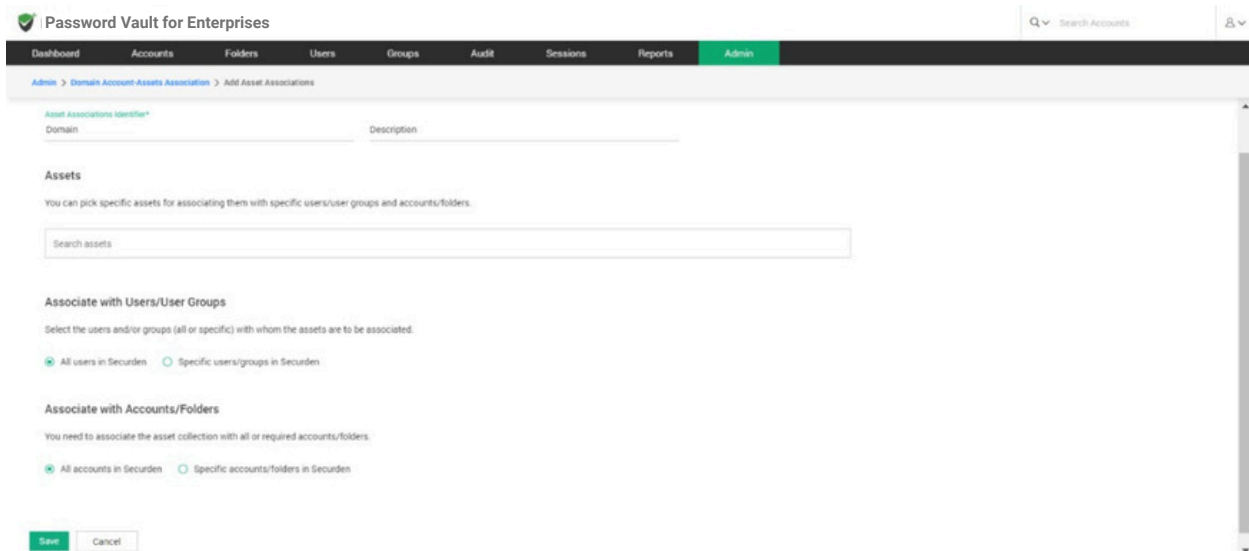 Password Vault for Enterprises
Search Accounts
Dashboard Accounts Folders Users Groups Audit Sessions Reports Admin
Admin > Domain Account-Assets Association > Add Asset Associations
Asset Associations Identifier*
Domain Description
Assets
You can pick specific assets for associating them with specific users/user groups and accounts/folders.
Search assets
Associate with Users/User Groups
Select the users and/or groups (all or specific) with whom the assets are to be associated.
All users in Securden Specific users/groups in Securden
Associate with Accounts/Folders
You need to associate the asset collection with all or required accounts/folders.
All accounts in Securden Specific accounts/folders in Securden
Save Cancel